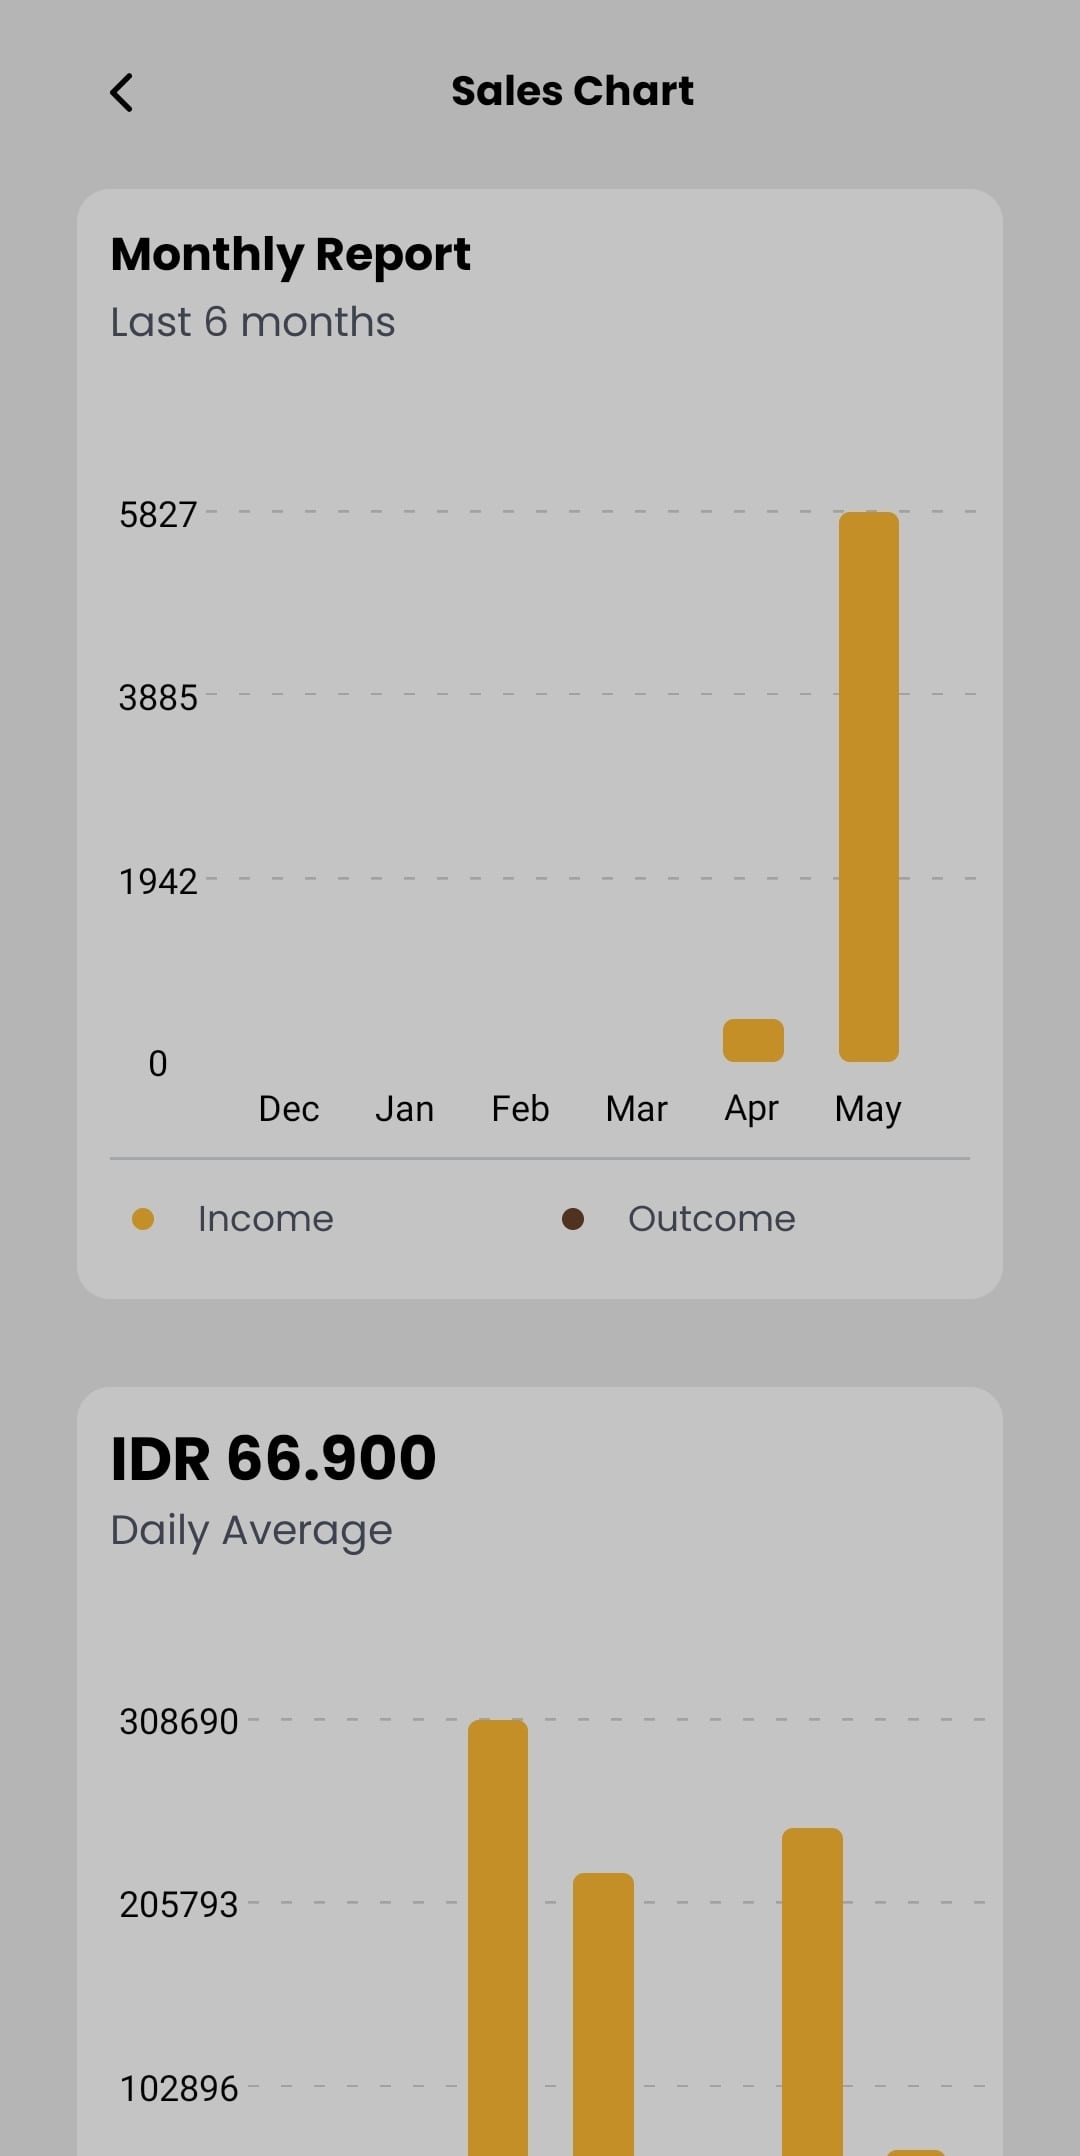 Sales Chart
Monthly Report
Last 6 months
5827
3885
1942
0
Dec Jan Feb Mar Apr May
Income Outcome
IDR 66.900
Daily Average
308690
205793
102896